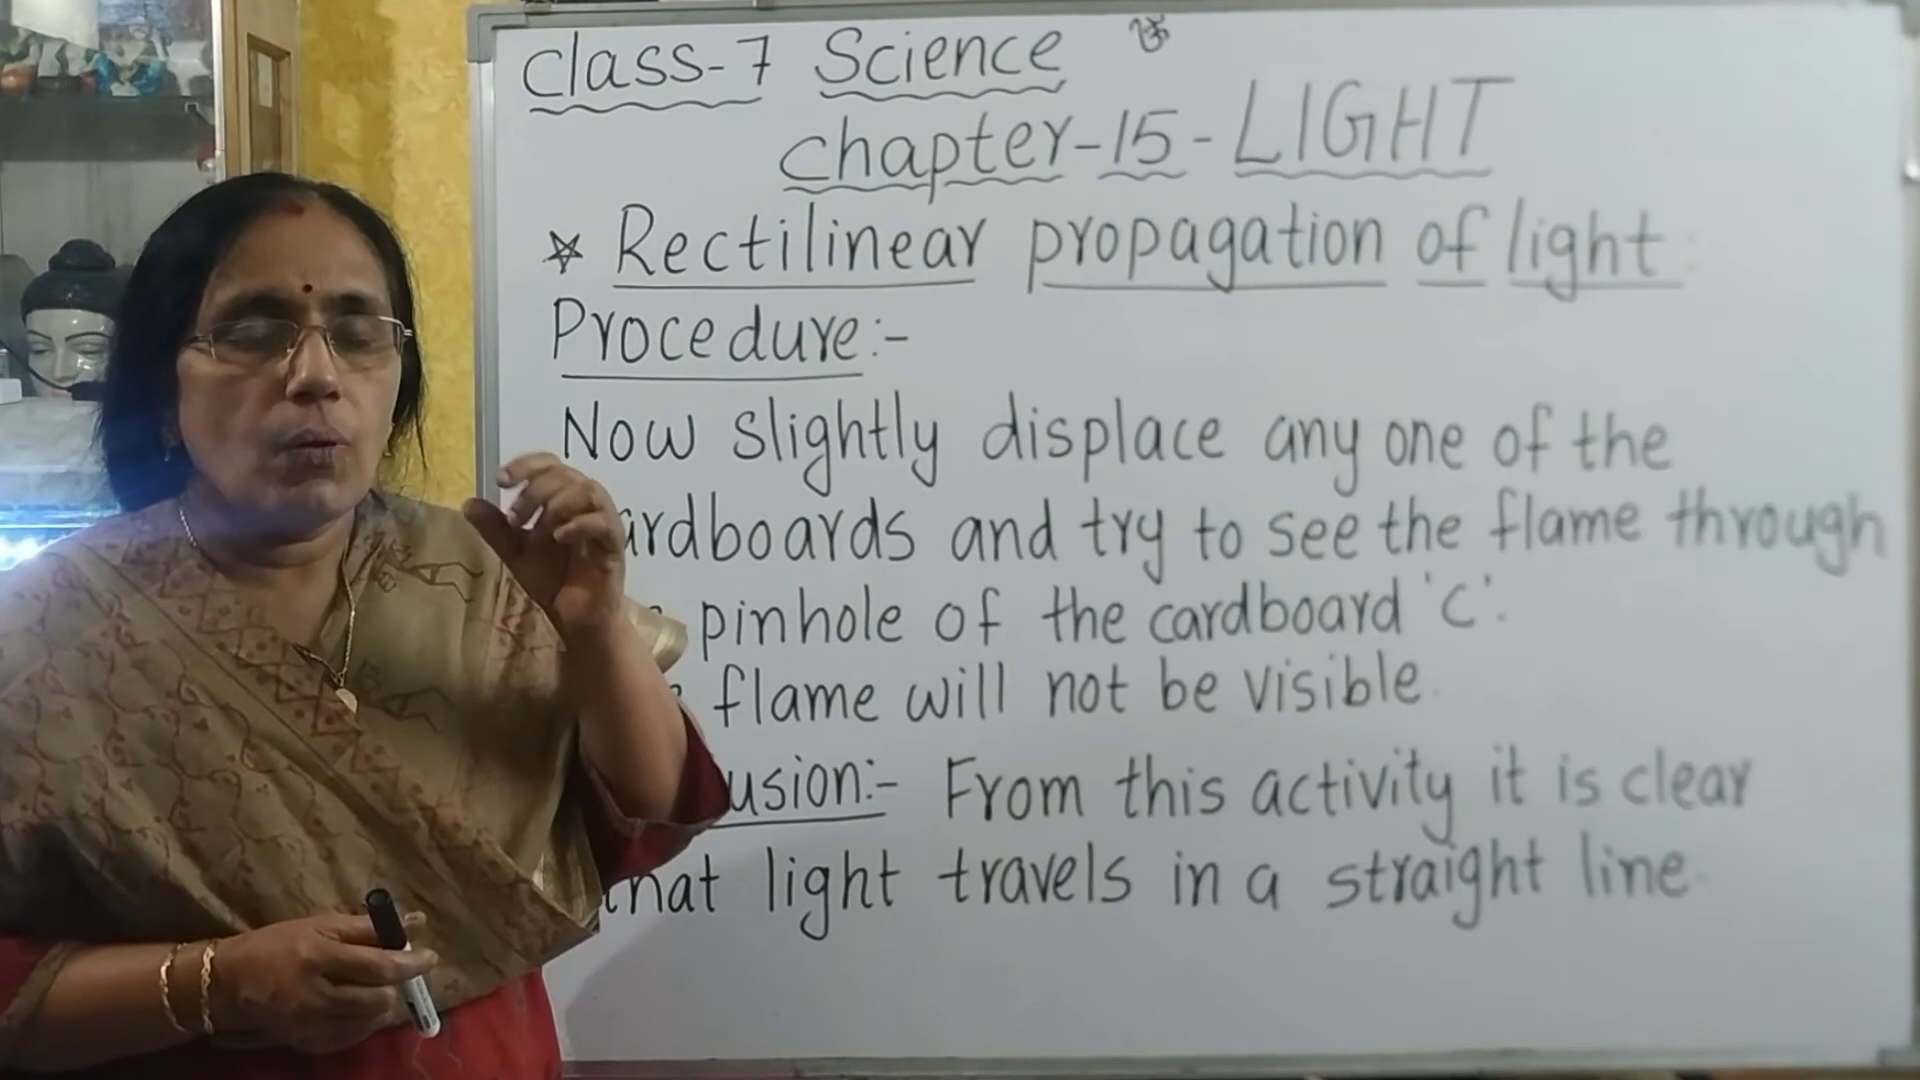 Class-7 Science ॐ
Chapter-15-LIGHT
☆ Rectilinear propagation of light
Procedure:-
Now slightly displace any one of the
ardboards and try to see the flame through
pinhole of the cardboard 'C'.
flame will not be visible.
usion:- From this activity it is clear
that light travels in a straight line.